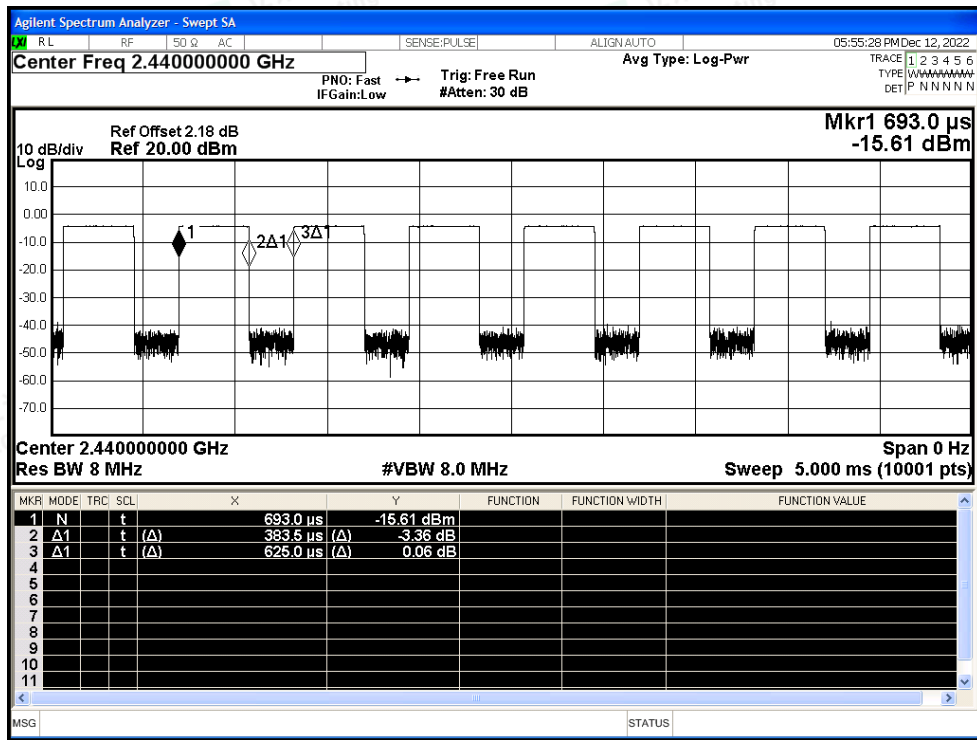 Agilent Spectrum Analyzer - Swept SA
LXI RL RF 50 Ω AC SENSE:PULSE ALIGN AUTO 05:55:28 PM Dec 12, 2022
Center Freq 2.440000000 GHz
PNO: Fast
IFGain:Low
Trig: Free Run
#Atten: 30 dB
Avg Type: Log-Pwr
TRACE 1 2 3 4 5 6
TYPE WWWWWW
DET P N N N N N
Mkr1 693.0 µs
-15.61 dBm
10 dB/div
Log
Ref Offset 2.18 dB
Ref 20.00 dBm
10.0
0.00
-10.0
-20.0
-30.0
-40.0
-50.0
-60.0
-70.0
1
2Δ1
3Δ1
Center 2.440000000 GHz Span 0 Hz
Res BW 8 MHz #VBW 8.0 MHz Sweep 5.000 ms (10001 pts)
MKR MODE TRC SCL X Y FUNCTION FUNCTION WIDTH FUNCTION VALUE
1 N t 693.0 µs -15.61 dBm
2 Δ1 t (Δ) 383.5 µs (Δ) -3.36 dB
3 Δ1 t (Δ) 625.0 µs (Δ) 0.06 dB
4
5
6
7
8
9
10
11
MSG STATUS